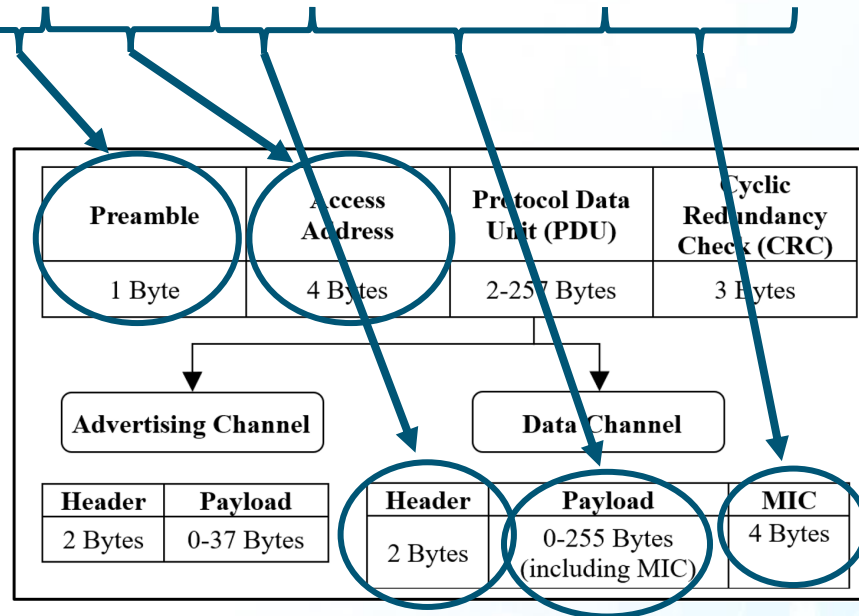 Preamble
Access
Address
Protocol Data
Unit (PDU)
Cyclic
Redundancy
Check (CRC)
1 Byte
4 Bytes
2-257 Bytes
3 Bytes
Advertising Channel
Data Channel
Header
Payload
2 Bytes
0-37 Bytes
Header
Payload
MIC
2 Bytes
0-255 Bytes
(including MIC)
4 Bytes